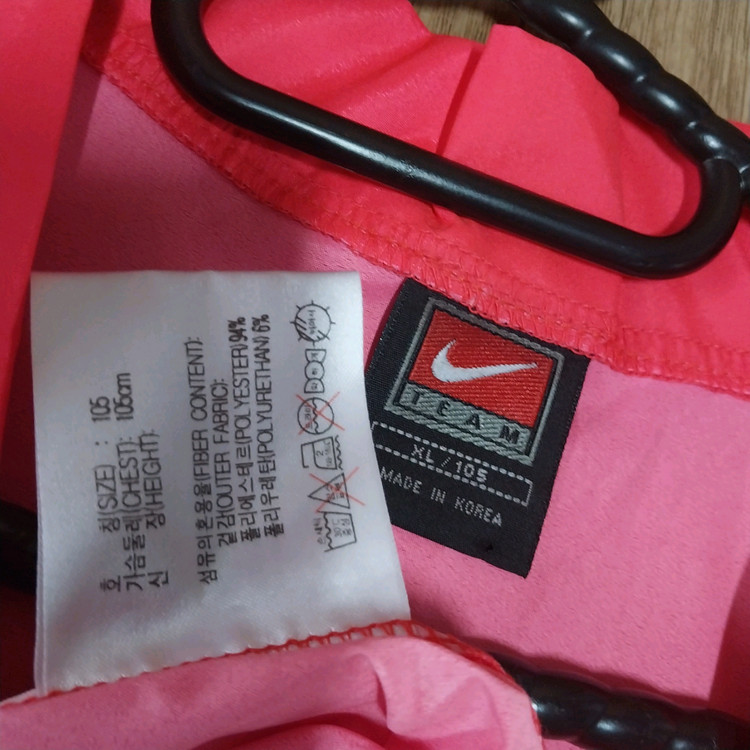 호 칭(SIZE) : 105
가슴둘레(CHEST): 105cm
신 장(HEIGHT):
섬유의혼용율(FIBER CONTENT):
겉감(OUTER FABRIC):
폴리에스테르(POLYESTER)94%
폴리우레탄(POLYURETHAN) 6%
TEAM
XL / 105
MADE IN KOREA